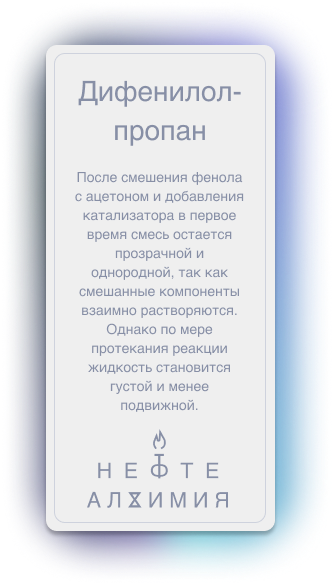 Дифенилол-
пропан
После смешения фенола
с ацетоном и добавления
катализатора в первое
время смесь остается
прозрачной и
однородной, так как
смешанные компоненты
взаимно растворяются.
Однако по мере
протекания реакции
жидкость становится
густой и менее
подвижной.
НЕФТЕ
АЛХИМИЯ